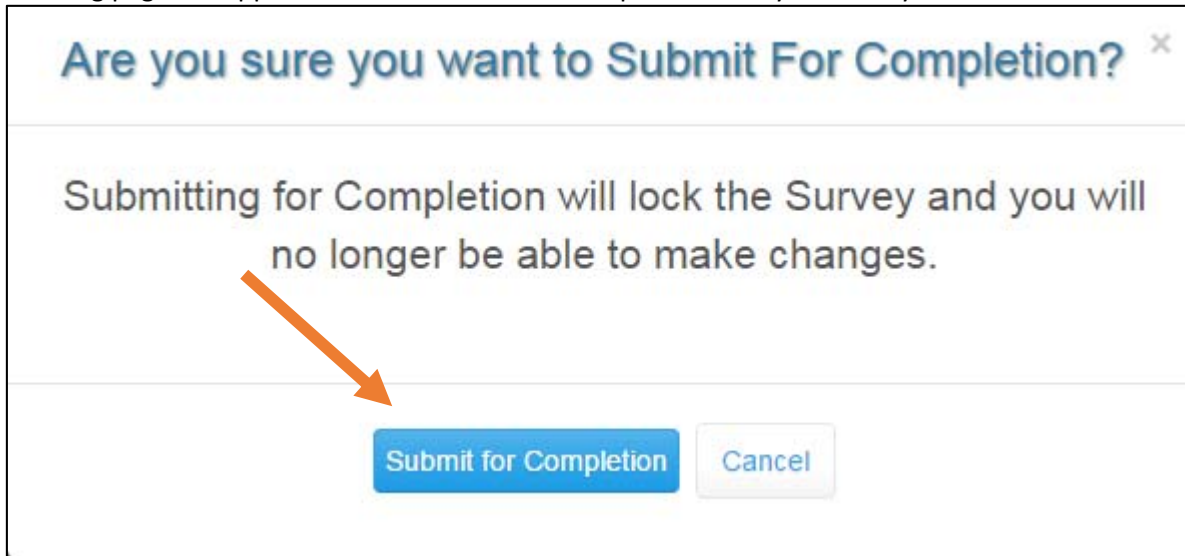 Are you sure you want to Submit For Completion? ×
Submitting for Completion will lock the Survey and you will
no longer be able to make changes.
Submit for Completion Cancel